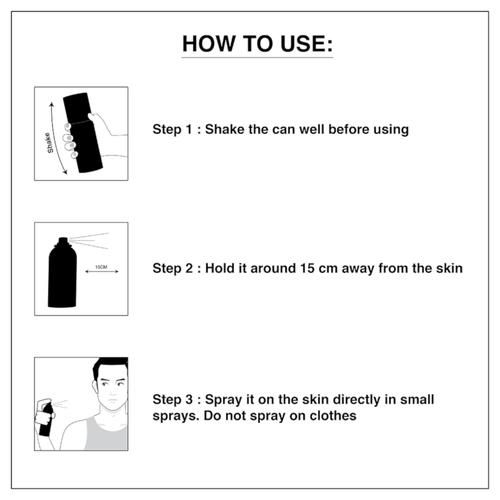 HOW TO USE:
Shake
Step 1 : Shake the can well before using
15CM
Step 2 : Hold it around 15 cm away from the skin
Step 3 : Spray it on the skin directly in small
sprays. Do not spray on clothes